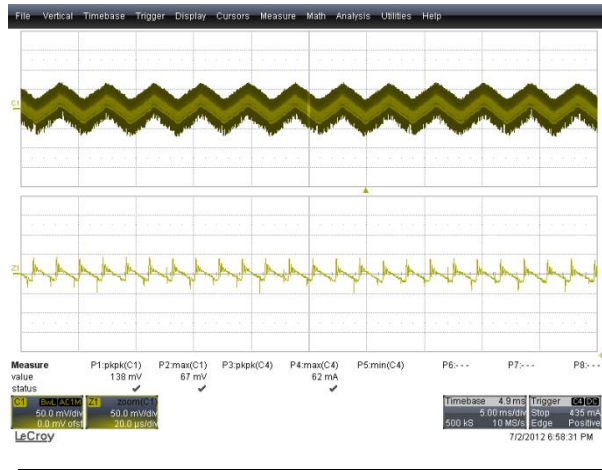 File Vertical Timebase Trigger Display Cursors Measure Math Analysis Utilities Help
C1
Z1
Measure P1:pkpk(C1) P2:max(C1) P3:pkpk(C4) P4:max(C4) P5:min(C4) P6:- - - P7:- - - P8:- - -
value 138 mV 67 mV 62 mA
status
C1 BwL AC1M Z1 zoom(C1) Timebase 4.9 ms Trigger C4 DC
50.0 mV/div 50.0 mV/div 5.00 ms/div Stop 435 mA
0.0 mV ofst 20.0 µs/div 500 kS 10 MS/s Edge Positive
LeCroy 7/2/2012 6:58:31 PM